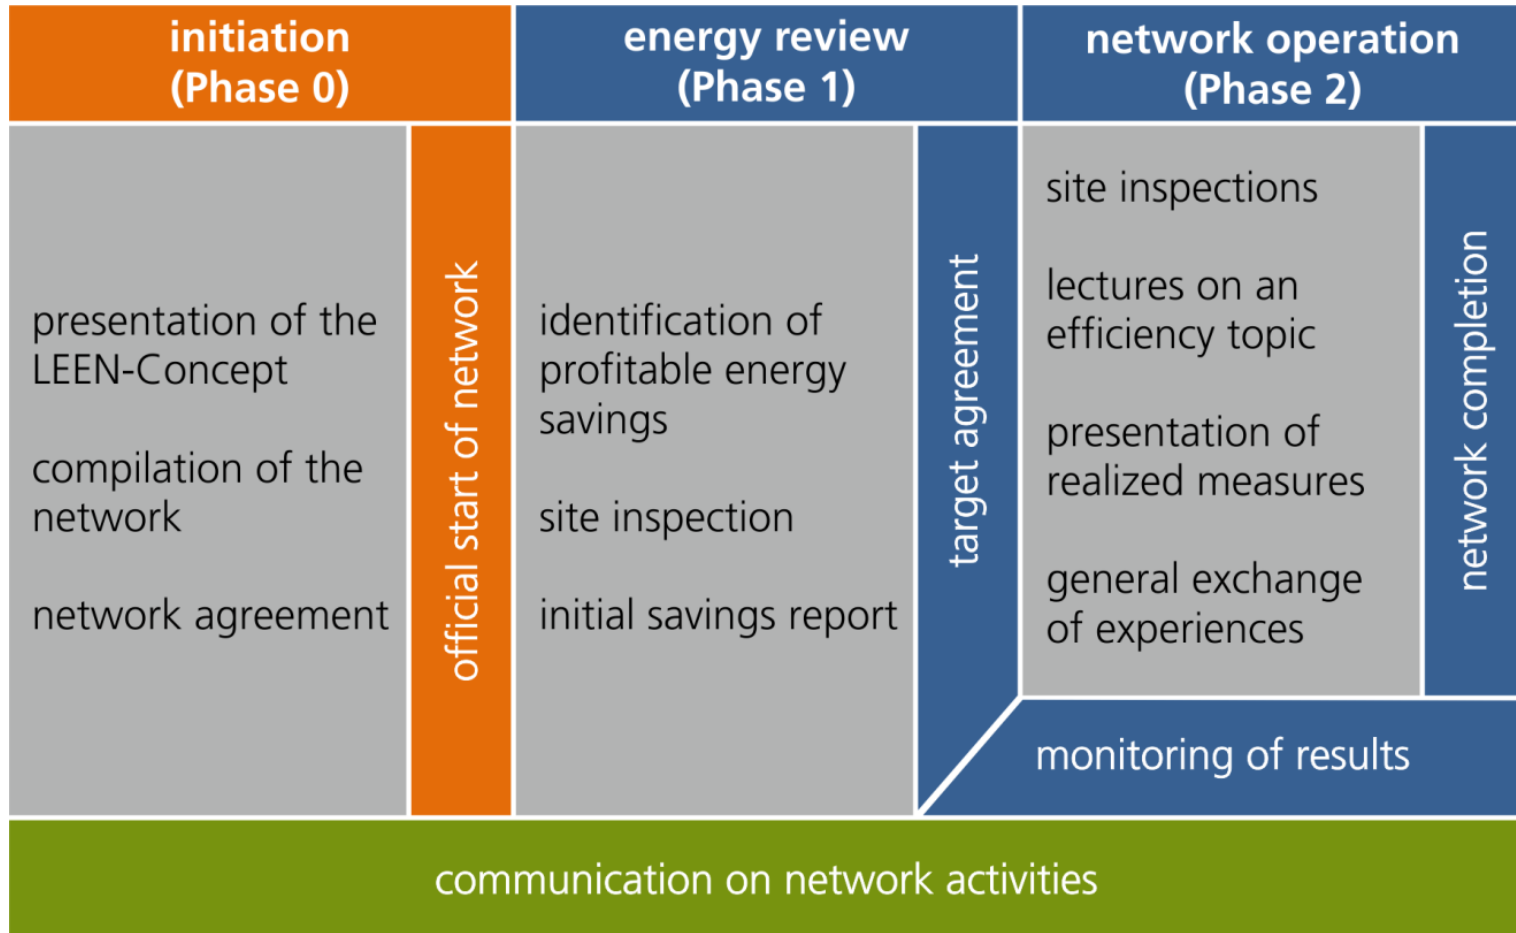 initiation
(Phase 0)
energy review
(Phase 1)
network operation
(Phase 2)
presentation of the
LEEN-Concept
compilation of the
network
network agreement
official start of network
identification of
profitable energy
savings
site inspection
initial savings report
target agreement
site inspections
lectures on an
efficiency topic
presentation of
realized measures
general exchange
of experiences
network completion
monitoring of results
communication on network activities